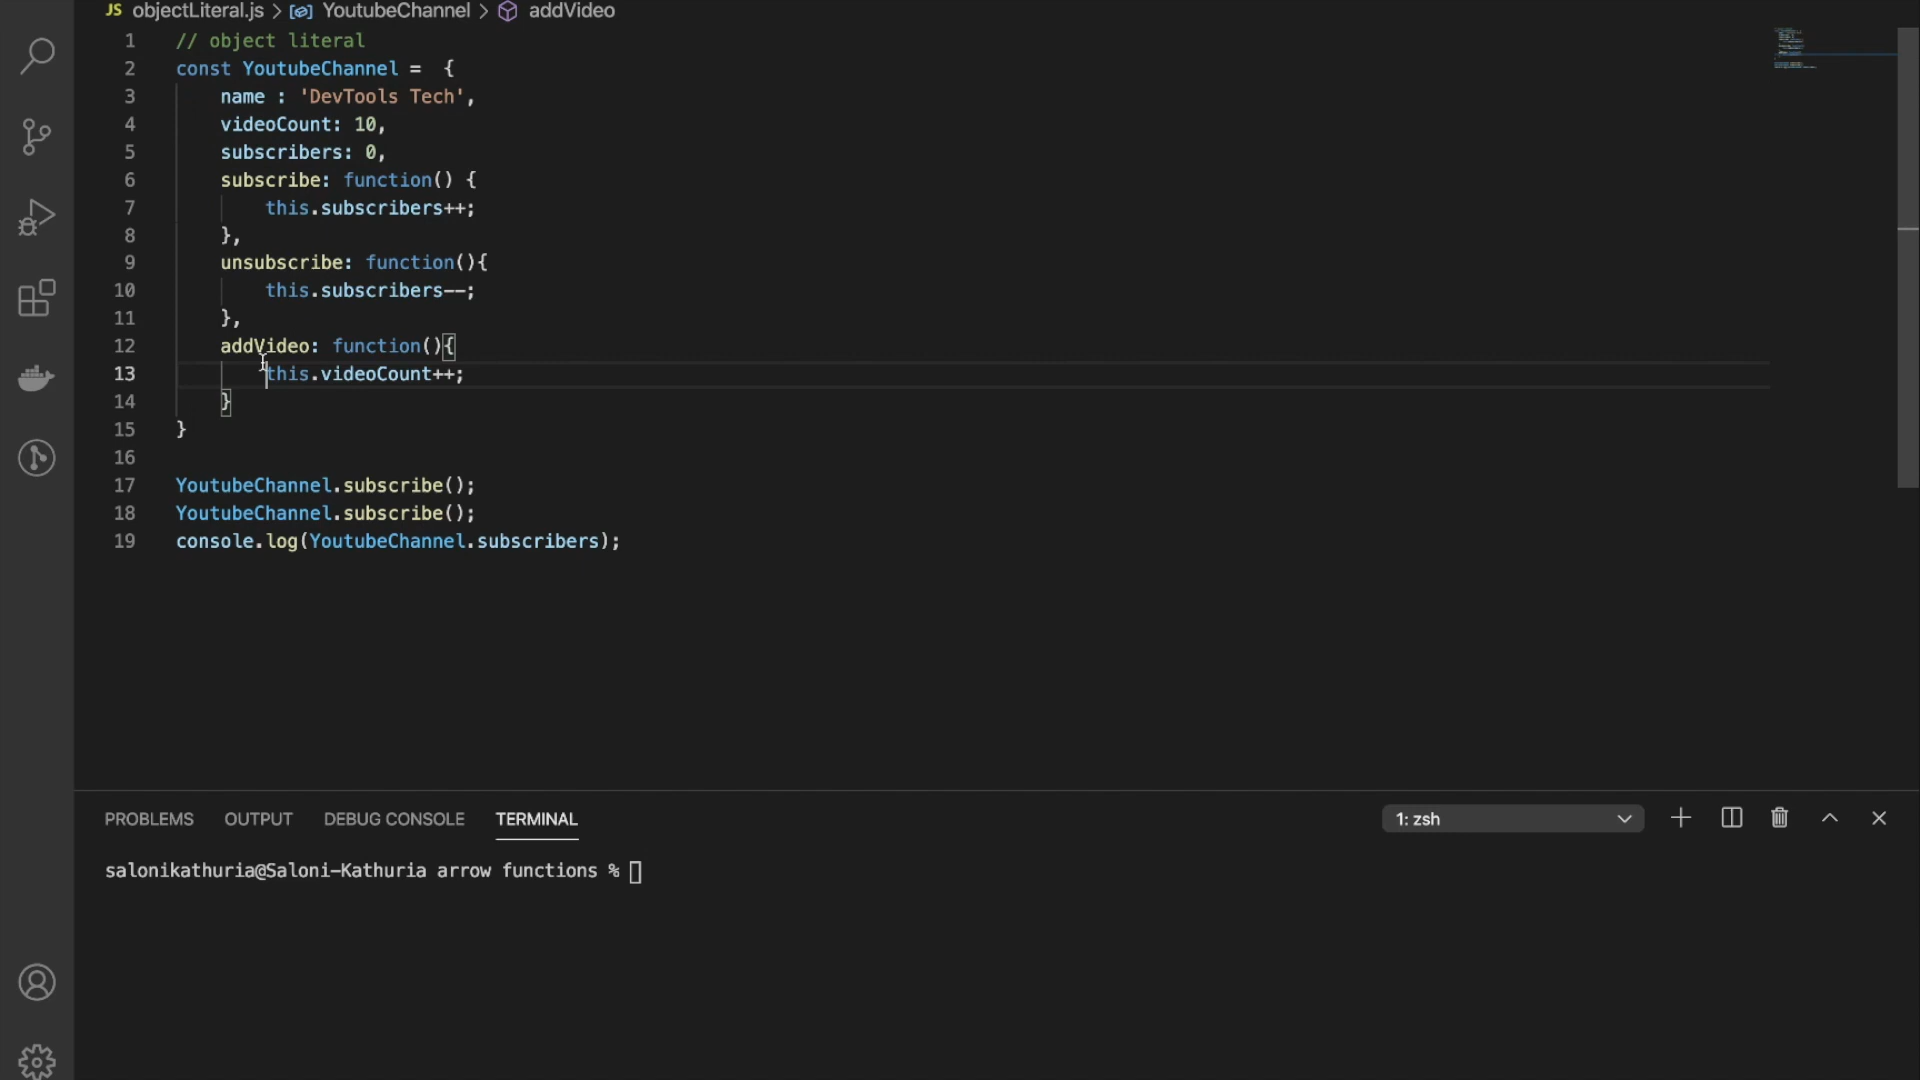 JS objectLiteral.js > YoutubeChannel > addVideo
1 // object literal
2 const YoutubeChannel =  {
3     name : 'DevTools Tech',
4     videoCount: 10,
5     subscribers: 0,
6     subscribe: function() {
7         this.subscribers++;
8     },
9     unsubscribe: function(){
10         this.subscribers--;
11     },
12     addVideo: function(){
13         this.videoCount++;
14     }
15 }
16
17 YoutubeChannel.subscribe();
18 YoutubeChannel.subscribe();
19 console.log(YoutubeChannel.subscribers);
PROBLEMS OUTPUT DEBUG CONSOLE TERMINAL 1: zsh
salonikathuria@Saloni-Kathuria arrow functions %